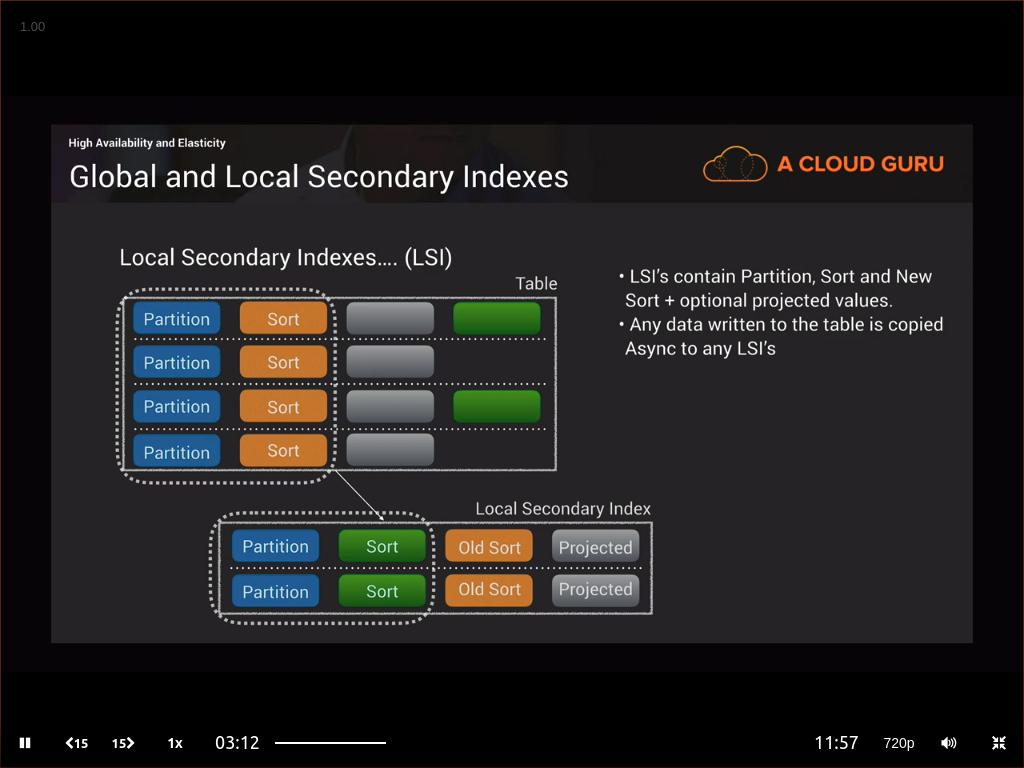 1.00
High Availability and Elasticity
Global and Local Secondary Indexes
A CLOUD GURU
Local Secondary Indexes.... (LSI)
Table
Partition Sort
Partition Sort
Partition Sort
Partition Sort
• LSI's contain Partition, Sort and New
Sort + optional projected values.
• Any data written to the table is copied
Async to any LSI's
Local Secondary Index
Partition Sort Old Sort Projected
Partition Sort Old Sort Projected
15 15 1x 03:12 11:57 720p